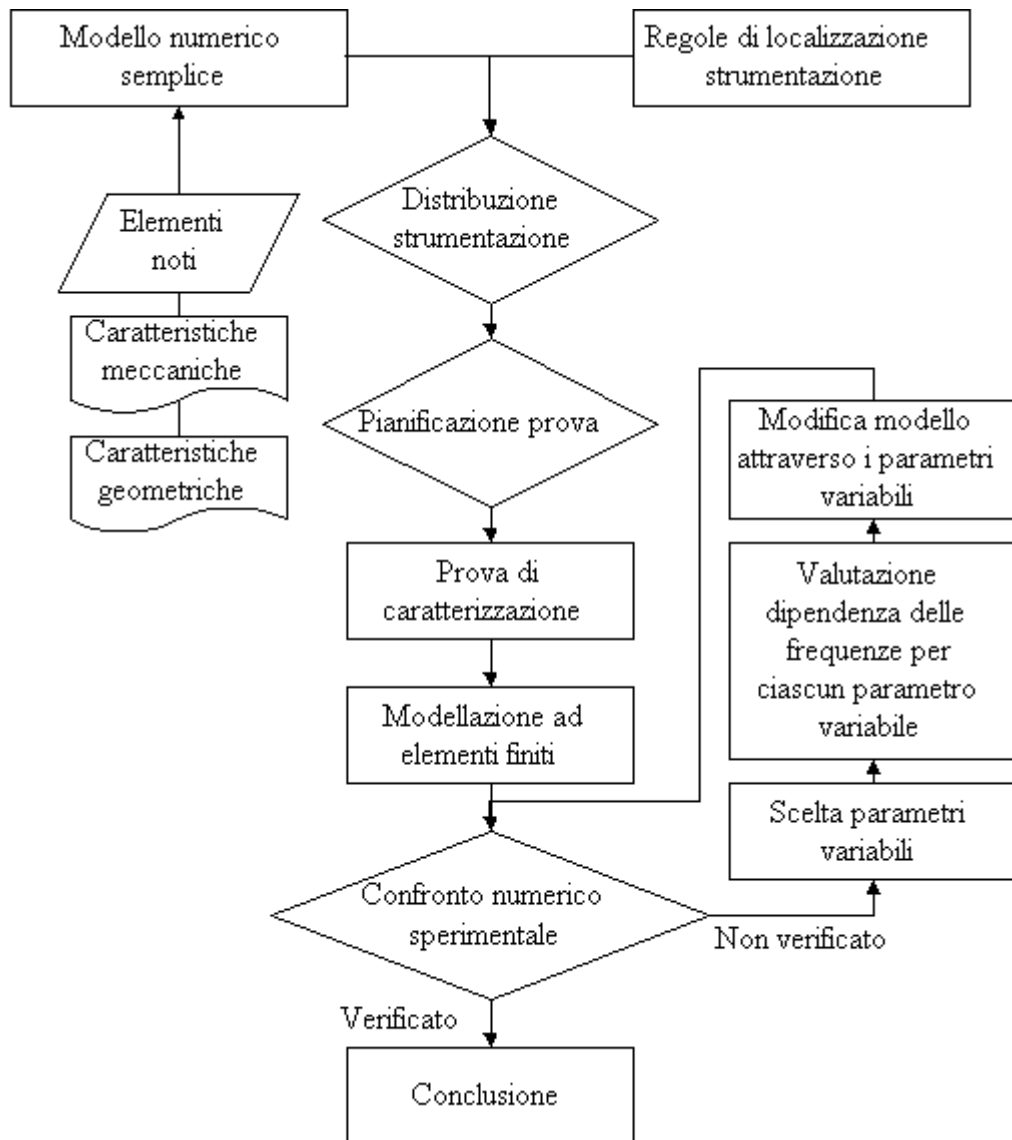 Modello numerico
semplice
Regole di localizzazione
strumentazione
Elementi
noti
Distribuzione
strumentazione
Caratteristiche
meccaniche
Caratteristiche
geometriche
Pianificazione prova
Prova di
caratterizzazione
Modellazione ad
elementi finiti
Modifica modello
attraverso i parametri
variabili
Valutazione
dipendenza delle
frequenze per
ciascun parametro
variabile
Scelta parametri
variabili
Confronto numerico
sperimentale
Non verificato
Verificato
Conclusione